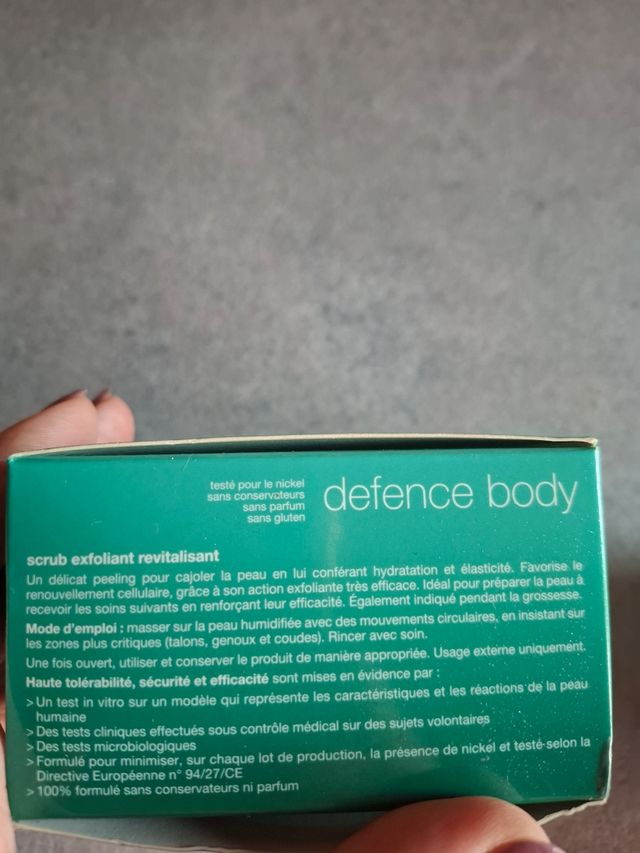 testé pour le nickel
sans conservateurs
sans parfum
sans gluten
defence body
scrub exfoliant revitalisant
Un délicat peeling pour cajoler la peau en lui conférant hydratation et élasticité. Favorise le
renouvellement cellulaire, grâce à son action exfoliante très efficace. Idéal pour préparer la peau à
recevoir les soins suivants en renforçant leur efficacité. Également indiqué pendant la grossesse.
Mode d'emploi : masser sur la peau humidifiée avec des mouvements circulaires, en insistant sur
les zones plus critiques (talons, genoux et coudes). Rincer avec soin.
Une fois ouvert, utiliser et conserver le produit de manière appropriée. Usage externe uniquement.
Haute tolérabilité, sécurité et efficacité sont mises en évidence par :
> Un test in vitro sur un modèle qui représente les caractéristiques et les réactions de la peau
humaine
> Des tests cliniques effectués sous contrôle médical sur des sujets volontaires
> Des tests microbiologiques
> Formulé pour minimiser, sur chaque lot de production, la présence de nickel et testé selon la
Directive Européenne n° 94/27/CE
> 100% formulé sans conservateurs ni parfum